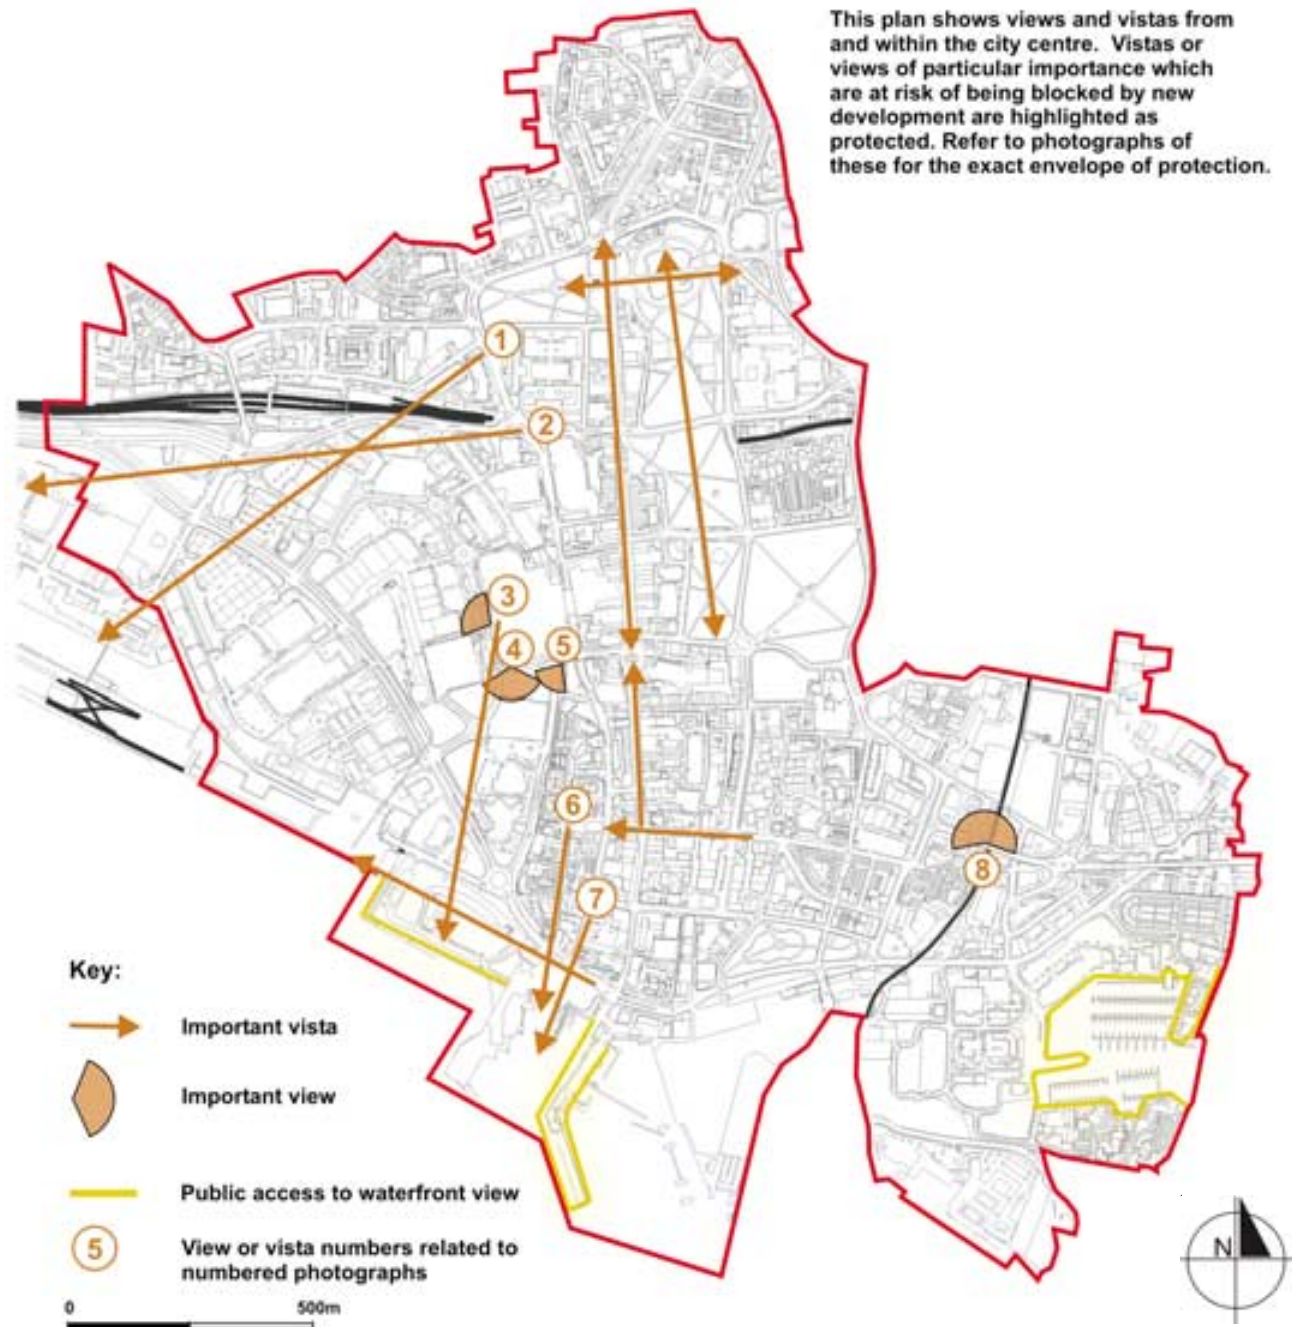 This plan shows views and vistas from
and within the city centre. Vistas or
views of particular importance which
are at risk of being blocked by new
development are highlighted as
protected. Refer to photographs of
these for the exact envelope of protection.
1
2
3
4
5
6
7
8
Key:
Important vista
Important view
Public access to waterfront view
5
View or vista numbers related to
numbered photographs
0 500m
N